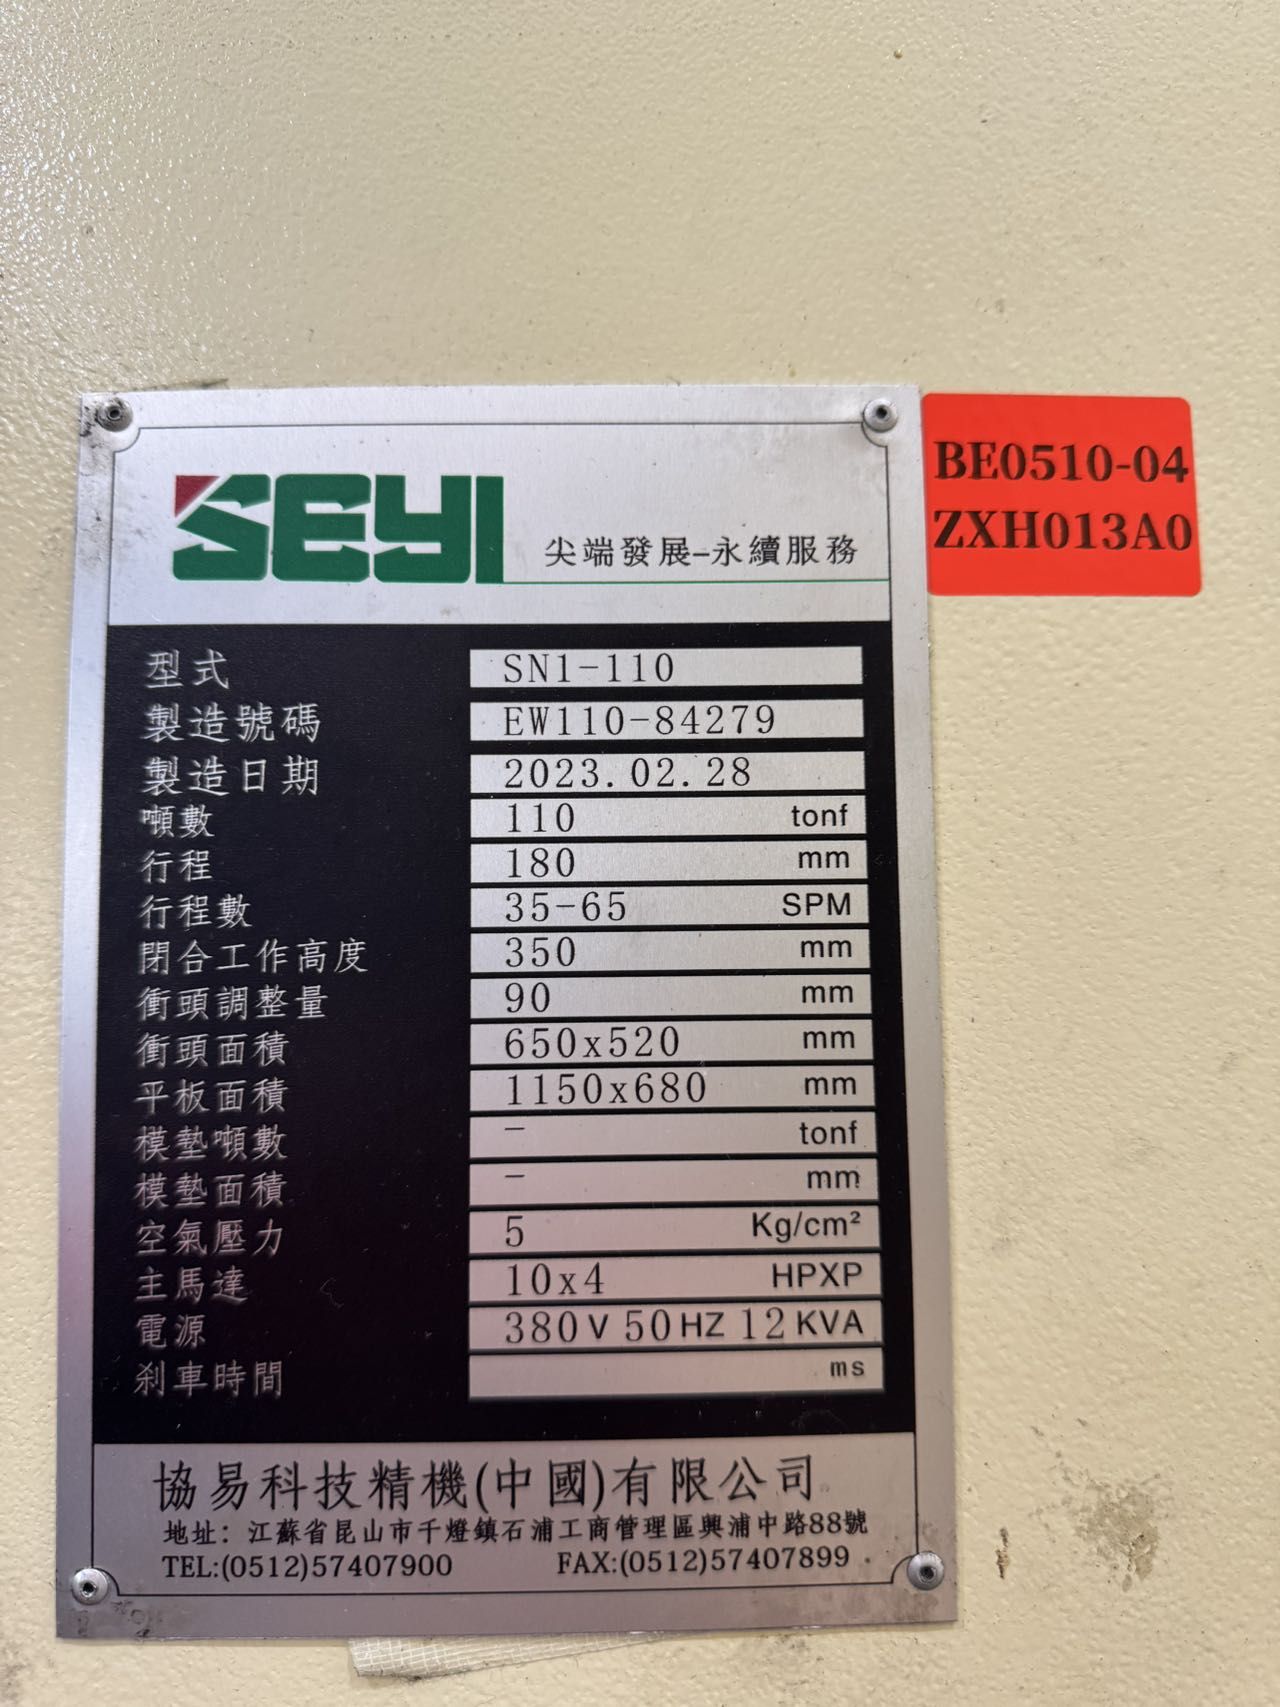 SEYI
尖端發展-永續服務
BE0510-04
ZXH013A0
型式 SN1-110
製造號碼 EW110-84279
製造日期 2023.02.28
噸數 110 tonf
行程 180 mm
行程數 35-65 SPM
閉合工作高度 350 mm
衝頭調整量 90 mm
衝頭面積 650x520 mm
平板面積 1150x680 mm
模墊噸數 - tonf
模墊面積 - mm
空氣壓力 5 Kg/cm²
主馬達 10x4 HPXP
電源 380V 50HZ 12KVA
刹車時間 ms
協易科技精機(中國)有限公司
地址: 江蘇省昆山市千燈鎮石浦工商管理區興浦中路88號
TEL:(0512)57407900 FAX:(0512)57407899